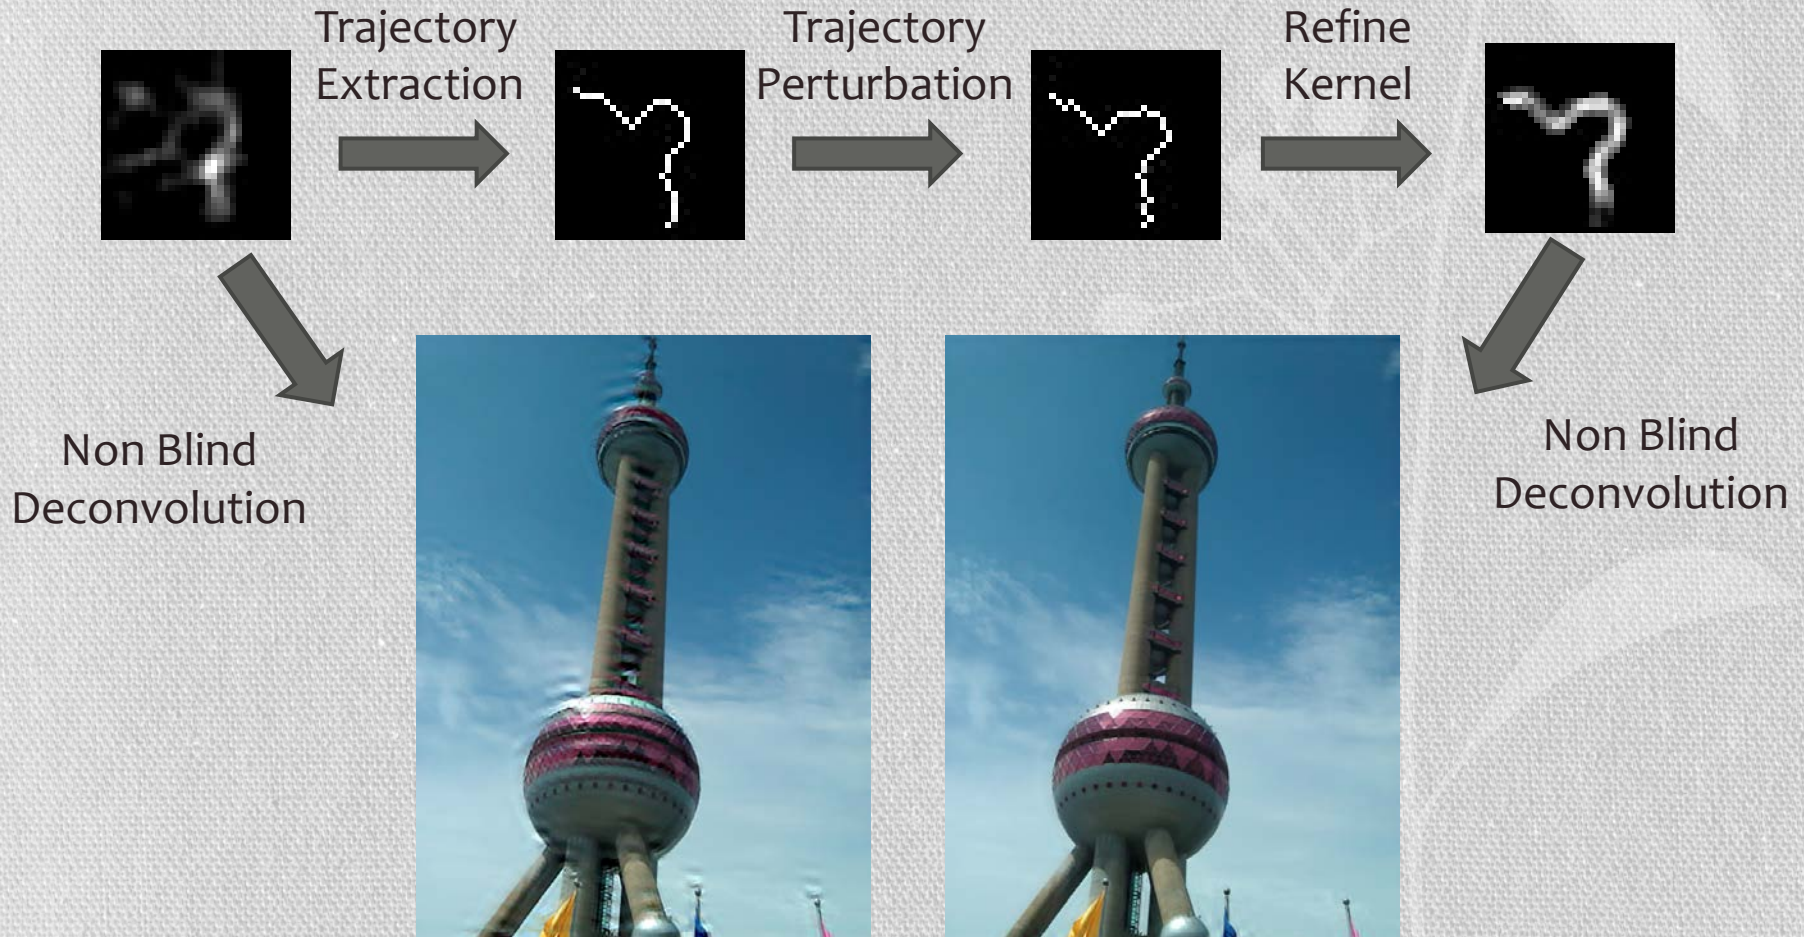 Trajectory
Extraction
Trajectory
Perturbation
Refine
Kernel
Non Blind
Deconvolution
Non Blind
Deconvolution